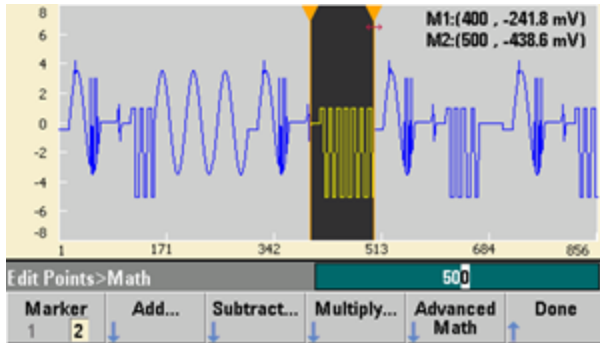 8
6
4
2
0
-2
-4
-6
-8
M1:(400 , -241.8 mV)
M2:(500 , -438.6 mV)
1 171 342 513 684 856
Edit Points>Math 500
Marker Add... Subtract... Multiply... Advanced Math Done
1 2